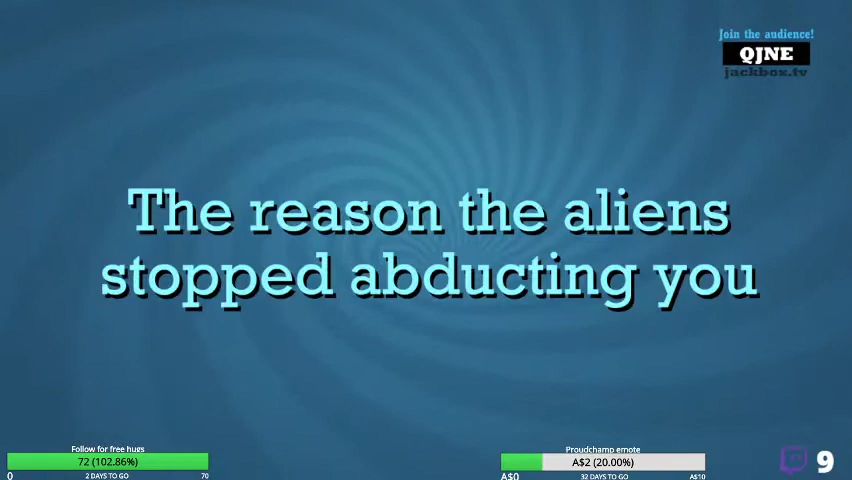 Join the audience!
QJNE
jackbox.tv
The reason the aliens
stopped abducting you
Follow for free hugs
72 (102.86%)
0
2 DAYS TO GO
70
Proudchamp emote
A$2 (20.00%)
A$0
32 DAYS TO GO
A$10
9